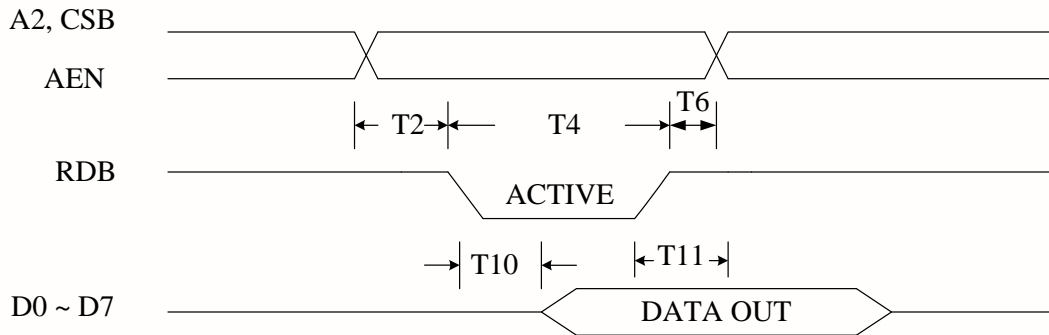 A2, CSB
AEN
T6
T2
T4
RDB
ACTIVE
T10
T11
D0 ~ D7
DATA OUT